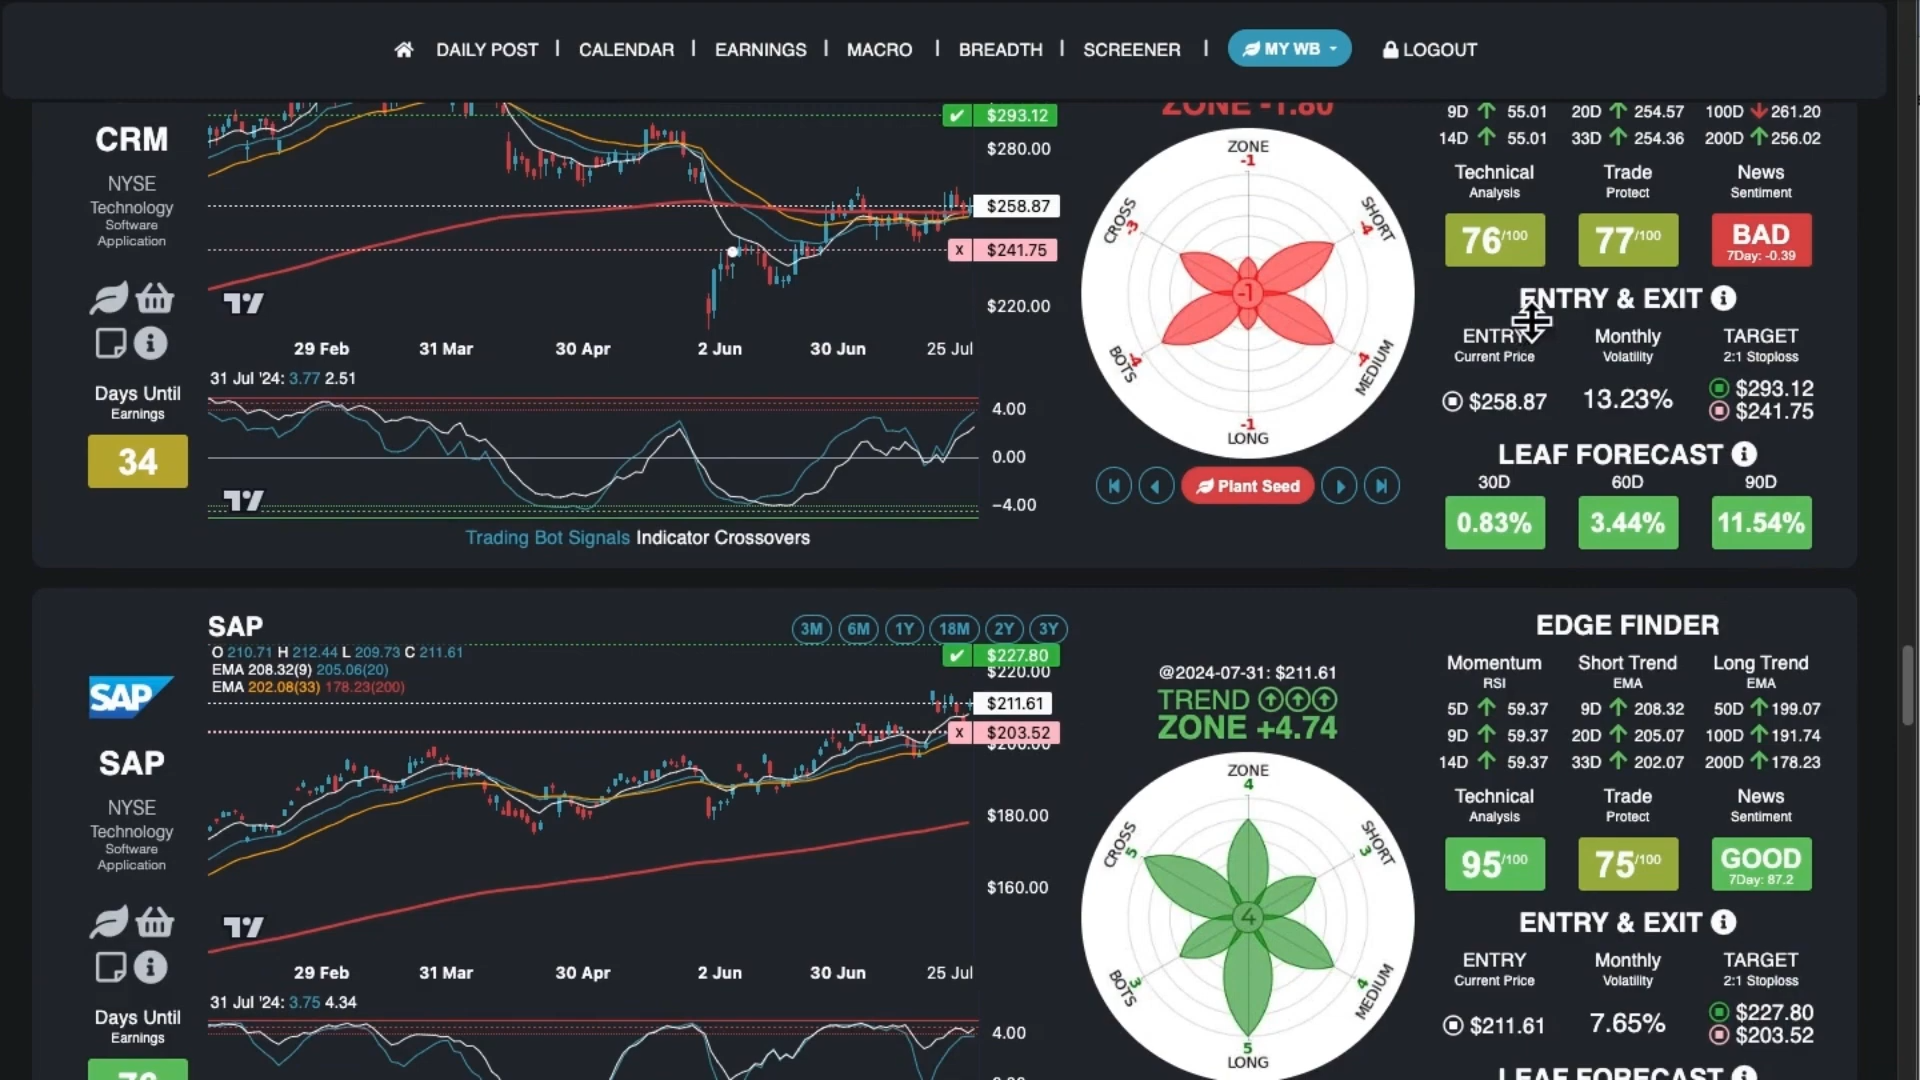 DAILY POST | CALENDAR | EARNINGS | MACRO | BREADTH | SCREENER | MY WB LOGOUT
CRM
NYSE
Technology
Software
Application
Days Until
Earnings
34
✔ $293.12
$280.00
$258.87
x $241.75
$220.00
29 Feb 31 Mar 30 Apr 2 Jun 30 Jun 25 Jul
31 Jul '24: 3.77 2.51
4.00
0.00
−4.00
Trading Bot Signals Indicator Crossovers
ZONE -1.80
ZONE
-1
SHORT
-4
MEDIUM
-4
LONG
-1
BOTS
-4
CROSS
-3
-1
Plant Seed
9D 55.01 20D 254.57 100D 261.20
14D 55.01 33D 254.36 200D 256.02
Technical Trade News
Analysis Protect Sentiment
76/100 77/100 BAD
7Day: -0.39
ENTRY & EXIT
ENTRY Monthly TARGET
Current Price Volatility 2:1 Stoploss
$258.87 13.23% $293.12
$241.75
LEAF FORECAST
30D 60D 90D
0.83% 3.44% 11.54%
SAP
SAP
NYSE
Technology
Software
Application
Days Until
Earnings
SAP
3M 6M 1Y 18M 2Y 3Y
O 210.71 H 212.44 L 209.73 C 211.61
EMA 208.32(9) 205.06(20)
EMA 202.08(33) 178.23(200)
✔ $227.80
$220.00
$211.61
x $203.52
$200.00
$180.00
$160.00
29 Feb 31 Mar 30 Apr 2 Jun 30 Jun 25 Jul
31 Jul '24: 3.75 4.34
4.00
@2024-07-31: $211.61
TREND
ZONE +4.74
ZONE
4
SHORT
3
MEDIUM
4
LONG
5
BOTS
3
CROSS
5
4
EDGE FINDER
Momentum Short Trend Long Trend
RSI EMA EMA
5D 59.37 9D 208.32 50D 199.07
9D 59.37 20D 205.07 100D 191.74
14D 59.37 33D 202.07 200D 178.23
Technical Trade News
Analysis Protect Sentiment
95/100 75/100 GOOD
7Day: 87.2
ENTRY & EXIT
ENTRY Monthly TARGET
Current Price Volatility 2:1 Stoploss
$211.61 7.65% $227.80
$203.52
LEAF FORECAST